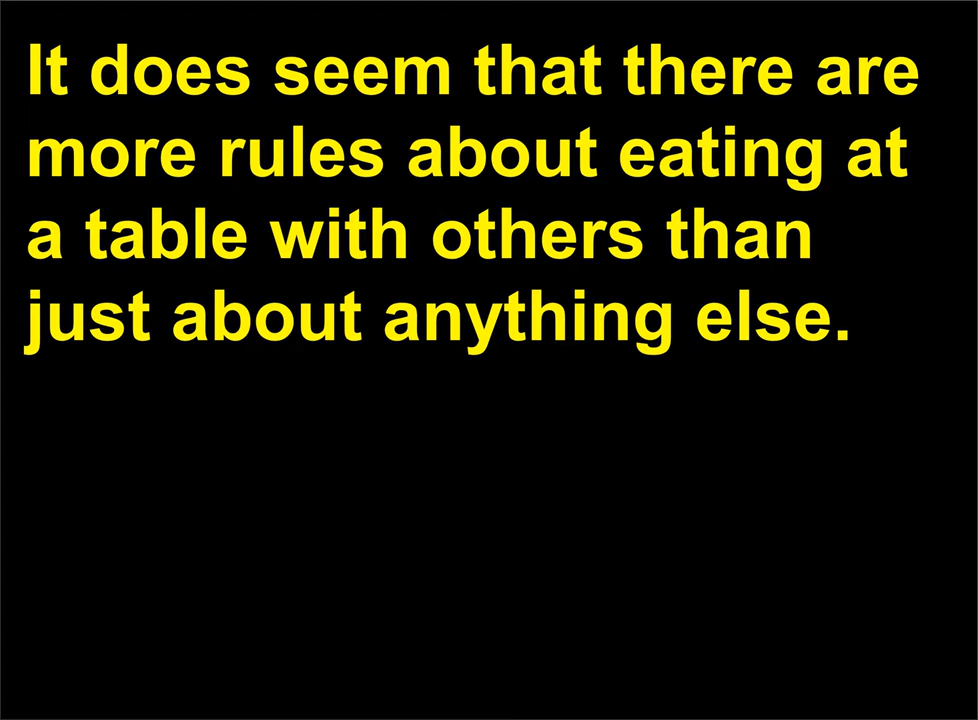 It does seem that there are
more rules about eating at
a table with others than
just about anything else.